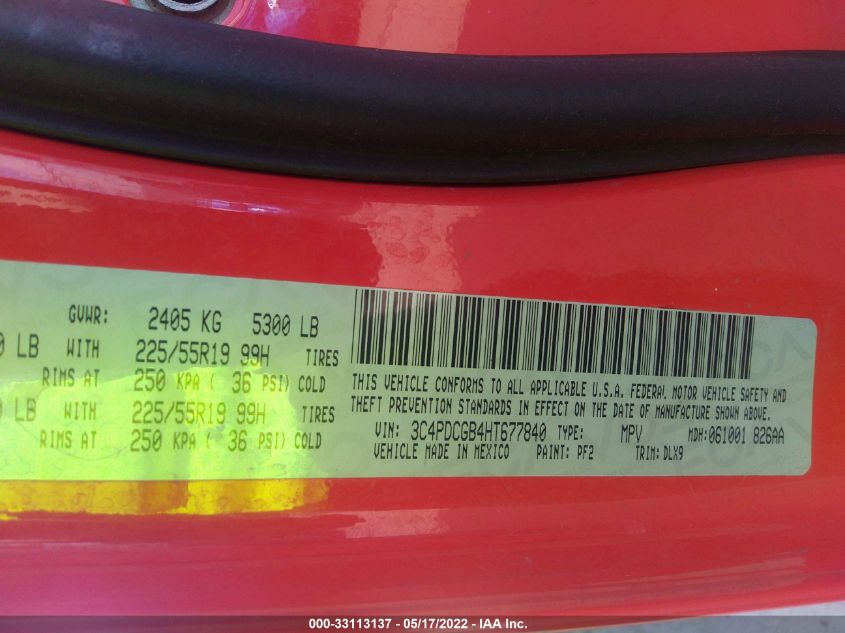 GVWR: 2405 KG 5300 LB
LB WITH 225/55R19 99H TIRES
RIMS AT 250 KPA ( 36 PSI) COLD
LB WITH 225/55R19 99H TIRES
RIMS AT 250 KPA ( 36 PSI) COLD
THIS VEHICLE CONFORMS TO ALL APPLICABLE U.S.A. FEDERAL MOTOR VEHICLE SAFETY AND
THEFT PREVENTION STANDARDS IN EFFECT ON THE DATE OF MANUFACTURE SHOWN ABOVE.
VIN: 3C4PDCGB4HT677840 TYPE: MPV MDH: 061001 826AA
VEHICLE MADE IN MEXICO PAINT: PF2 TRIM: DLX9
000-33113137 - 05/17/2022 - IAA Inc.